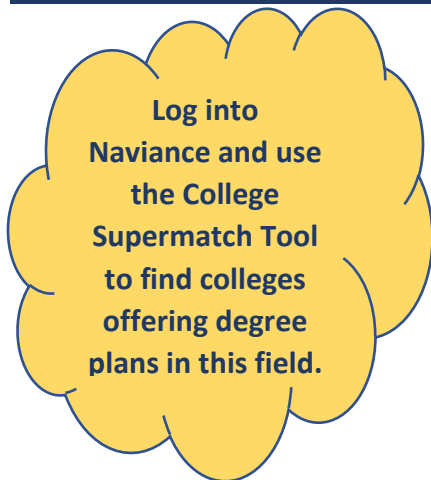 Log into
Naviance and use
the College
Supermatch Tool
to find colleges
offering degree
plans in this field.